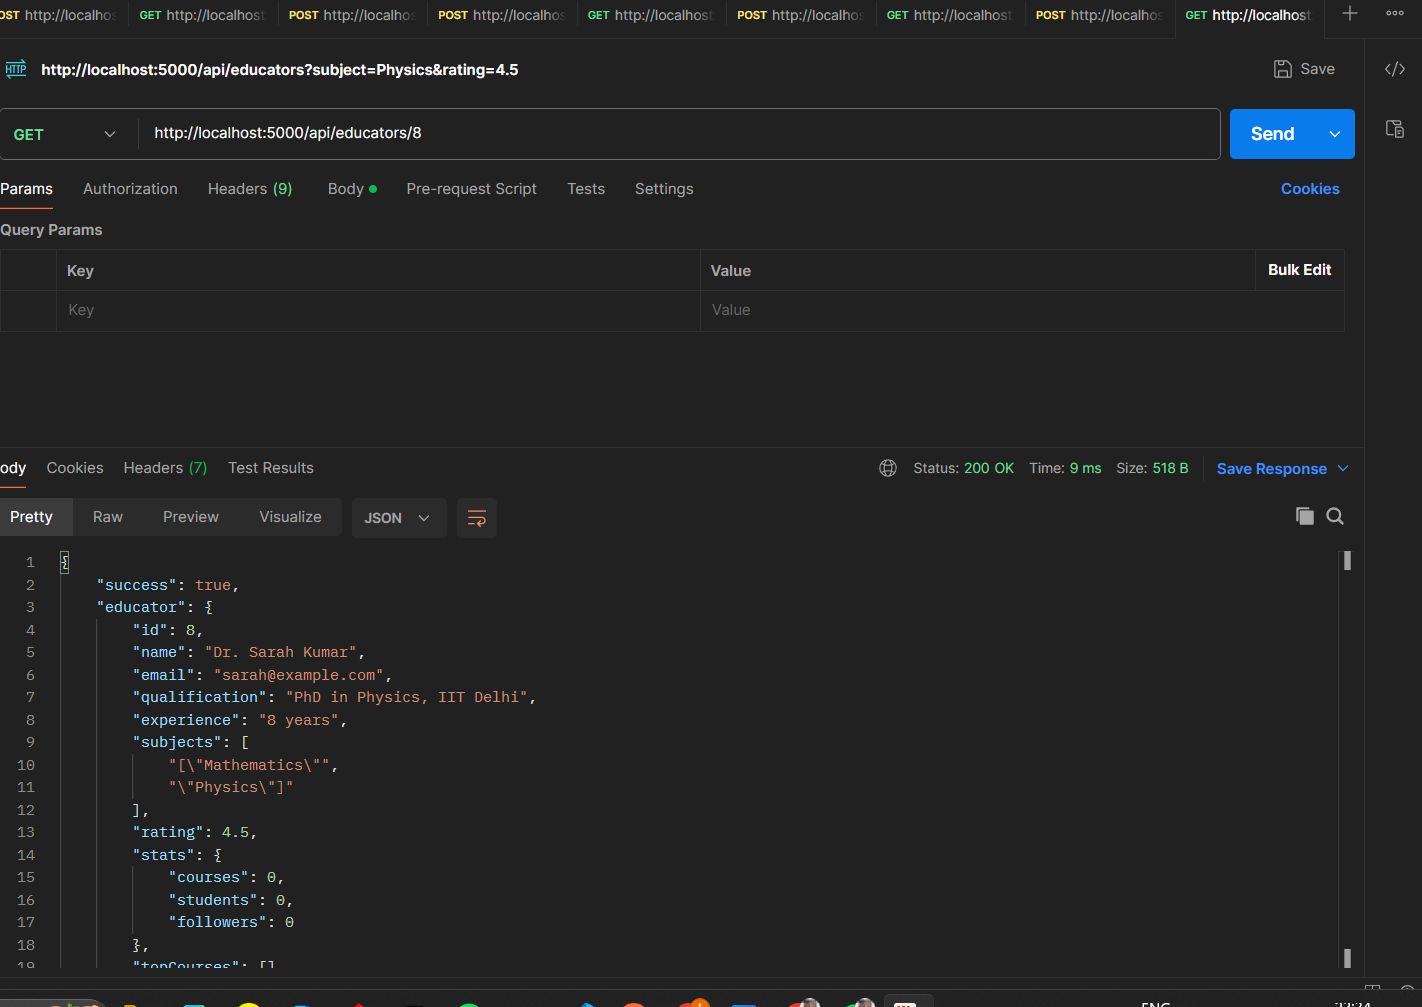 OST http://localhos GET http://localhost: POST http://localhos POST http://localhos GET http://localhost: POST http://localhos GET http://localhost POST http://localhos GET http://localhost
HTTP http://localhost:5000/api/educators?subject=Physics&rating=4.5 Save
GET http://localhost:5000/api/educators/8 Send
Params Authorization Headers (9) Body Pre-request Script Tests Settings Cookies
Query Params
Key Value Bulk Edit
Key Value
ody Cookies Headers (7) Test Results Status: 200 OK Time: 9 ms Size: 518 B Save Response
Pretty Raw Preview Visualize JSON
1 {
2 "success": true,
3 "educator": {
4 "id": 8,
5 "name": "Dr. Sarah Kumar",
6 "email": "sarah@example.com",
7 "qualification": "PhD in Physics, IIT Delhi",
8 "experience": "8 years",
9 "subjects": [
10 "[\"Mathematics\"",
11 "\"Physics\"]"
12 ],
13 "rating": 4.5,
14 "stats": {
15 "courses": 0,
16 "students": 0,
17 "followers": 0
18 },
19 "topCourses": []
ENG